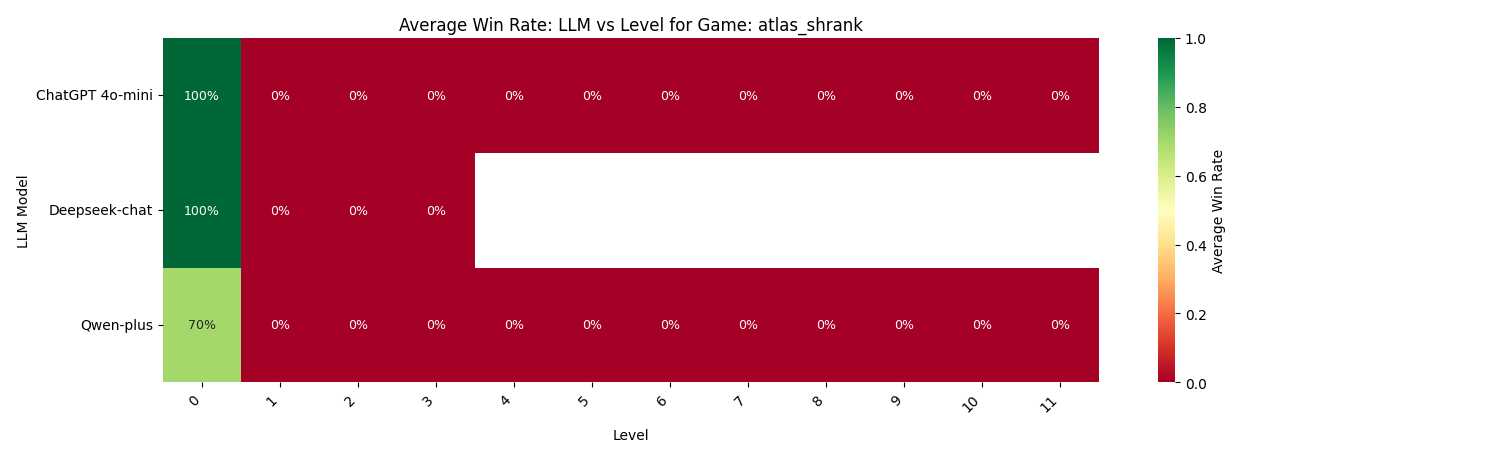 Average Win Rate: LLM vs Level for Game: atlas_shrank
LLM Model
ChatGPT 4o-mini 100% 0% 0% 0% 0% 0% 0% 0% 0% 0% 0% 0%
Deepseek-chat 100% 0% 0% 0%
Qwen-plus 70% 0% 0% 0% 0% 0% 0% 0% 0% 0% 0% 0%
0 1 2 3 4 5 6 7 8 9 10 11
Level
1.0
0.8
0.6
0.4
0.2
0.0
Average Win Rate